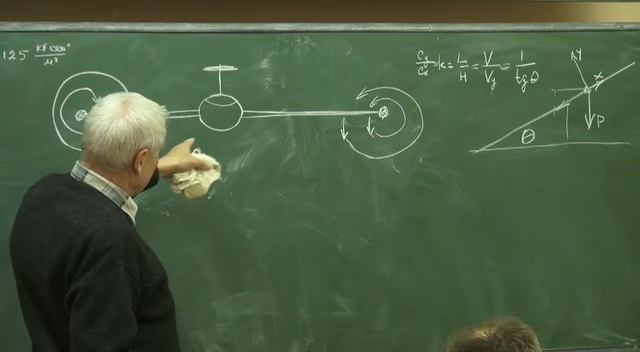 125 кг сек² / м⁴
Cy / Cx = K = L / H = V / Vy = 1 / tg θ
y
x
P
θ